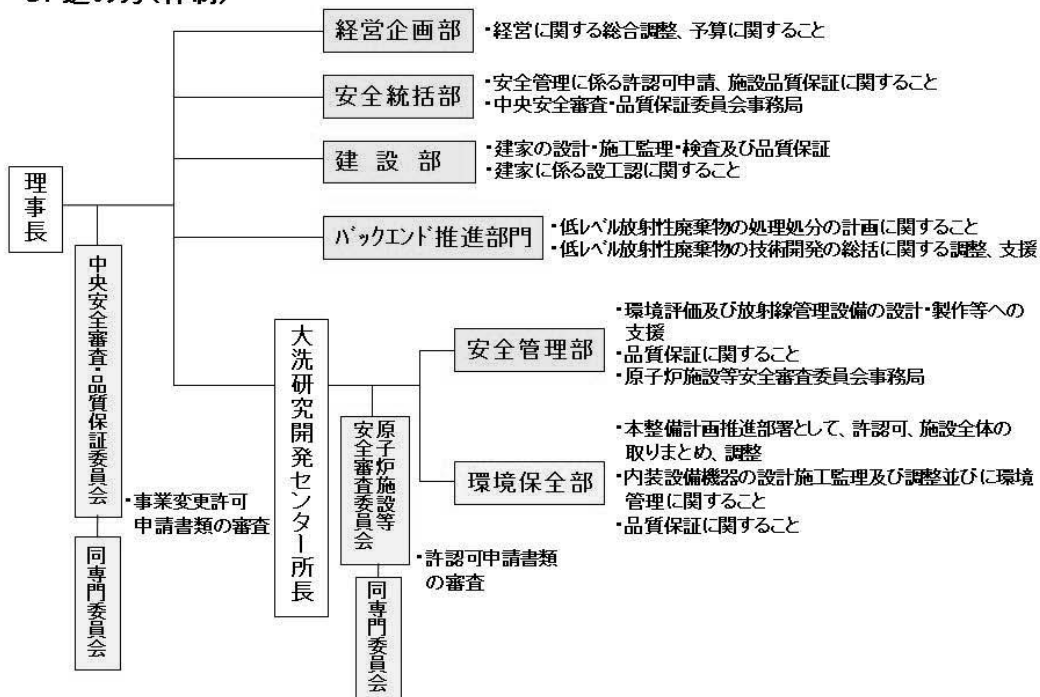 経営企画部
・経営に関する総合調整、予算に関すること
安全統括部
・安全管理に係る許認可申請、施設品質保証に関すること
・中央安全審査・品質保証委員会事務局
建設部
・建家の設計・施工監理・検査及び品質保証
・建家に係る設工認に関すること
理事長
バックエンド推進部門
・低レベル放射性廃棄物の処理処分の計画に関すること
・低レベル放射性廃棄物の技術開発の総括に関する調整、支援
中央安全審査・品質保証委員会
・事業変更許可
申請書類の審査
同専門委員会
大洗研究開発センター所長
原子炉施設等
安全審査委員会
・許認可申請書類
の審査
同専門委員会
安全管理部
・環境評価及び放射線管理設備の設計・製作等への
支援
・品質保証に関すること
・原子炉施設等安全審査委員会事務局
環境保全部
・本整備計画推進部署として、許認可、施設全体の
取りまとめ、調整
・内装設備機器の設計施工監理及び調整並びに環境
管理に関すること
・品質保証に関すること